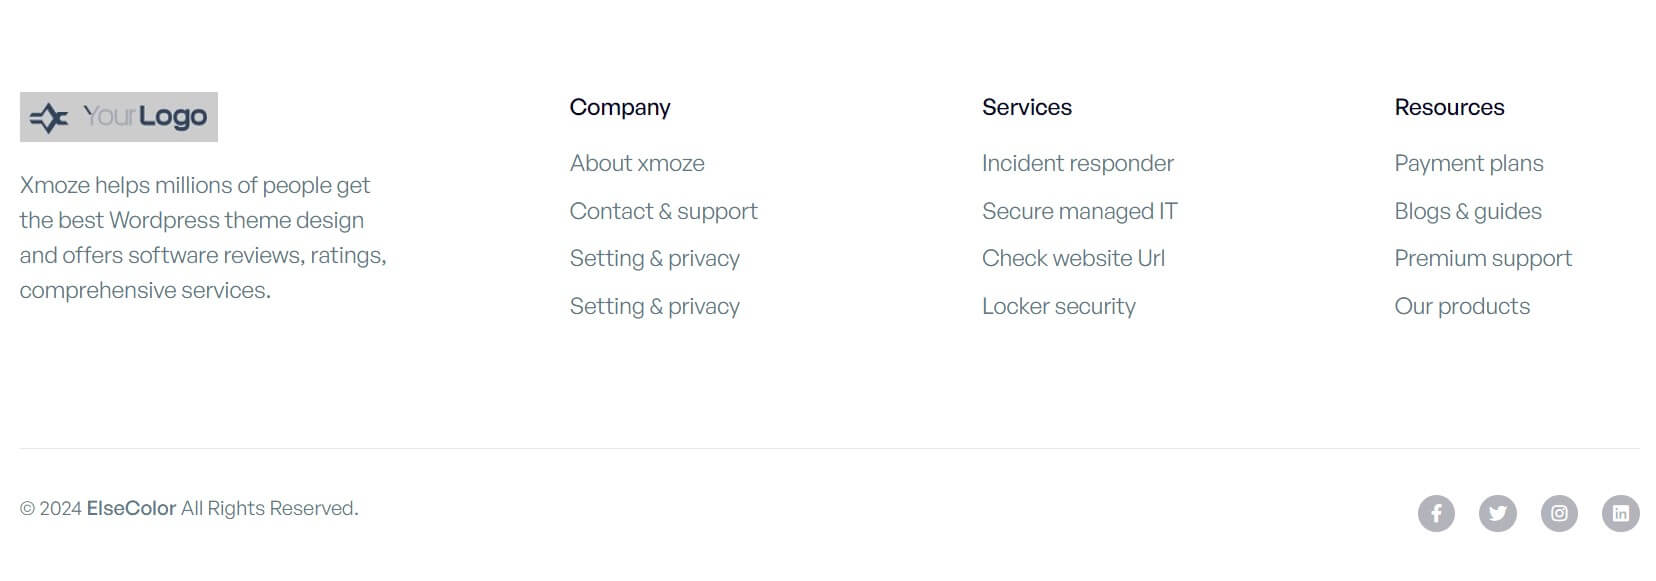 Your Logo
Xmoze helps millions of people get
the best Wordpress theme design
and offers software reviews, ratings,
comprehensive services.
Company
About xmoze
Contact & support
Setting & privacy
Setting & privacy
Services
Incident responder
Secure managed IT
Check website Url
Locker security
Resources
Payment plans
Blogs & guides
Premium support
Our products
© 2024 ElseColor All Rights Reserved.